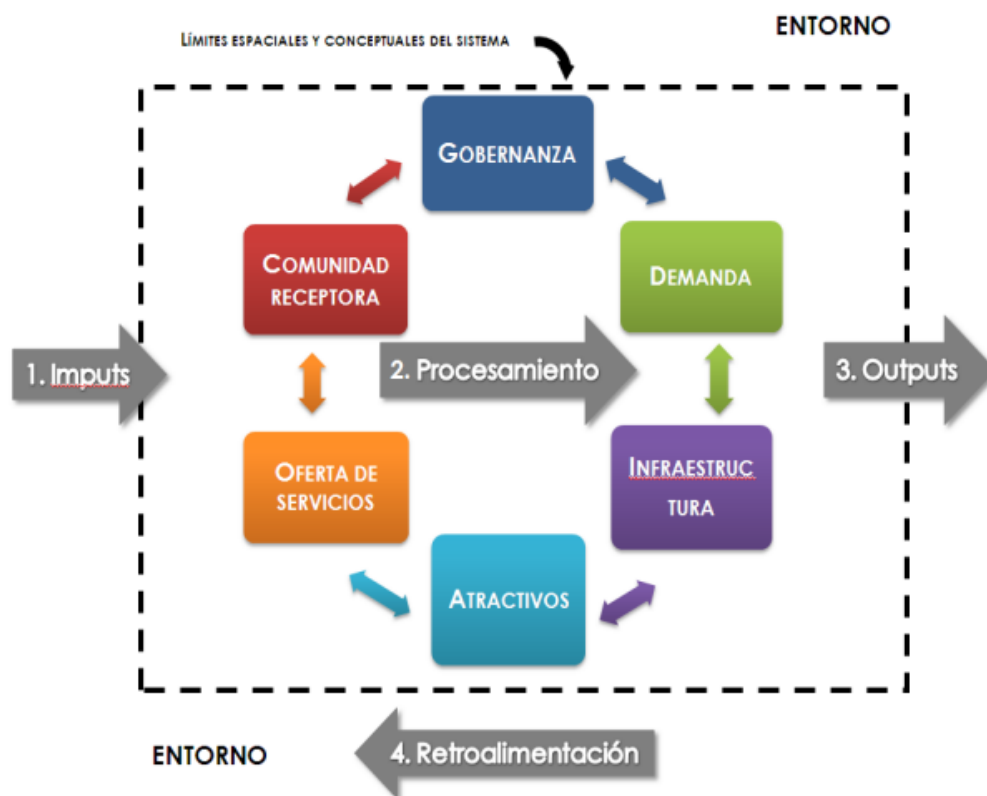 ENTORNO
LÍMITES ESPACIALES Y CONCEPTUALES DEL SISTEMA
GOBERNANZA
COMUNIDAD
RECEPTORA
DEMANDA
1. Imputs
2. Procesamiento
3. Outputs
OFERTA DE
SERVICIOS
INFRAESTRUC
TURA
ATRACTIVOS
ENTORNO
4. Retroalimentación